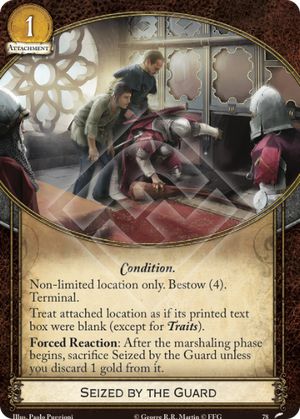 1
ATTACHMENT
Condition.
Non-limited location only. Bestow (4).
Terminal.
Treat attached location as if its printed text
box were blank (except for Traits).
Forced Reaction: After the marshaling phase
begins, sacrifice Seized by the Guard unless
you discard 1 gold from it.
SEIZED BY THE GUARD
Illus. Paolo Puggioni
© George R.R. Martin © FFG
78